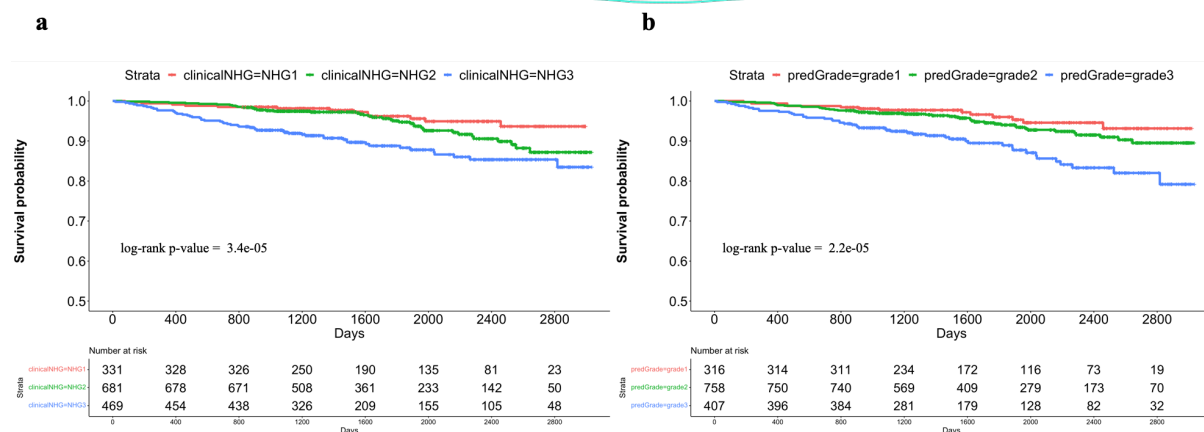 a
Strata clinicalNHG=NHG1 clinicalNHG=NHG2 clinicalNHG=NHG3
Survival probability
1.0
0.9
0.8
0.7
0.6
0.5
log-rank p-value = 3.4e-05
0 400 800 1200 1600 2000 2400 2800
Days
Number at risk
Strata
clinicalNHG=NHG1 331 328 326 250 190 135 81 23
clinicalNHG=NHG2 681 678 671 508 361 233 142 50
clinicalNHG=NHG3 469 454 438 326 209 155 105 48
0 400 800 1200 1600 2000 2400 2800
Days
b
Strata predGrade=grade1 predGrade=grade2 predGrade=grade3
Survival probability
1.0
0.9
0.8
0.7
0.6
0.5
log-rank p-value = 2.2e-05
0 400 800 1200 1600 2000 2400 2800
Days
Number at risk
Strata
predGrade=grade1 316 314 311 234 172 116 73 19
predGrade=grade2 758 750 740 569 409 279 173 70
predGrade=grade3 407 396 384 281 179 128 82 32
0 400 800 1200 1600 2000 2400 2800
Days